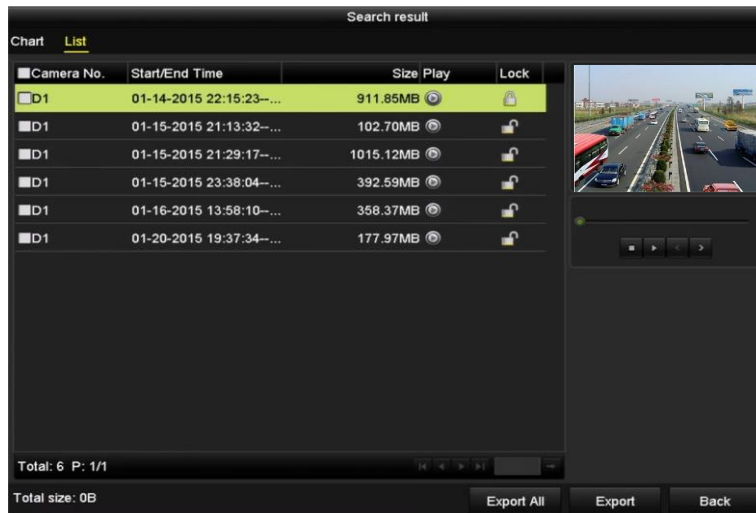 Search result
Chart List
Camera No. Start/End Time Size Play Lock
D1 01-14-2015 22:15:23--... 911.85MB
D1 01-15-2015 21:13:32--... 102.70MB
D1 01-15-2015 21:29:17--... 1015.12MB
D1 01-15-2015 23:38:04--... 392.59MB
D1 01-16-2015 13:58:10--... 358.37MB
D1 01-20-2015 19:37:34--... 177.97MB
Total: 6 P: 1/1
Total size: 0B
Export All Export Back